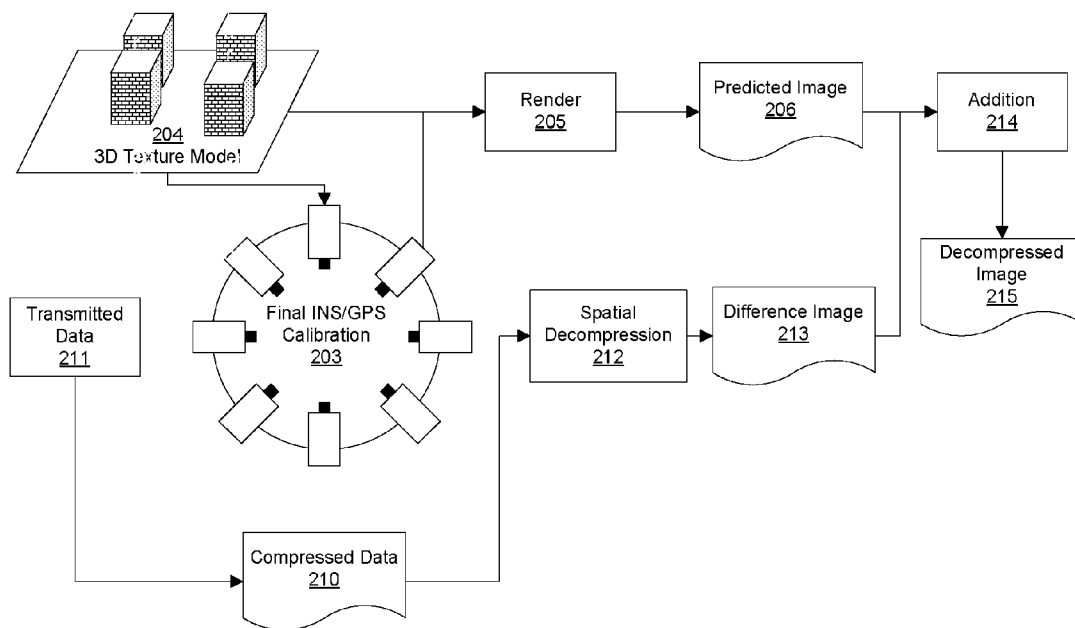 204
3D Texture Model
Render
205
Predicted Image
206
Addition
214
Decompressed
Image
215
Transmitted
Data
211
Final INS/GPS
Calibration
203
Spatial
Decompression
212
Difference Image
213
Compressed Data
210